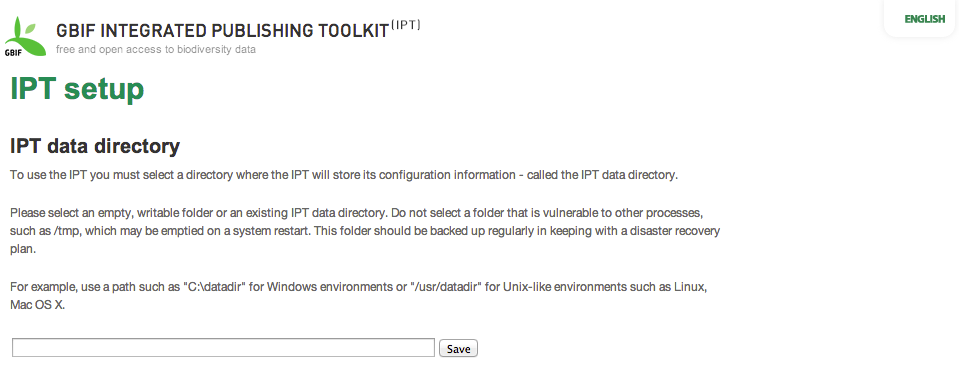 ENGLISH
GBIF INTEGRATED PUBLISHING TOOLKIT(IPT)
free and open access to biodiversity data
GBIF
IPT setup
IPT data directory
To use the IPT you must select a directory where the IPT will store its configuration information - called the IPT data directory.
Please select an empty, writable folder or an existing IPT data directory. Do not select a folder that is vulnerable to other processes,
such as /tmp, which may be emptied on a system restart. This folder should be backed up regularly in keeping with a disaster recovery
plan.
For example, use a path such as "C:\datadir" for Windows environments or "/usr/datadir" for Unix-like environments such as Linux,
Mac OS X.
Save